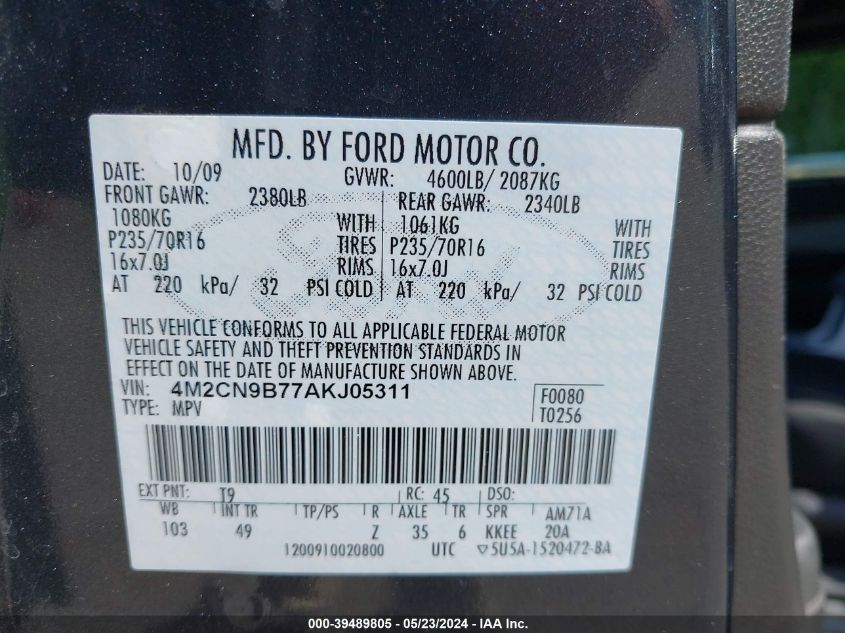 MFD. BY FORD MOTOR CO.
DATE: 10/09 GVWR: 4600LB/ 2087KG
FRONT GAWR: 2380LB REAR GAWR: 2340LB
1080KG WITH 1061KG WITH
P235/70R16 TIRES P235/70R16 TIRES
16x7.0J RIMS 16x7.0J RIMS
AT 220 kPa/ 32 PSI COLD AT 220 kPa/ 32 PSI COLD
THIS VEHICLE CONFORMS TO ALL APPLICABLE FEDERAL MOTOR
VEHICLE SAFETY AND THEFT PREVENTION STANDARDS IN
EFFECT ON THE DATE OF MANUFACTURE SHOWN ABOVE.
VIN: 4M2CN9B77AKJ05311 F0080
TYPE: MPV T0256
EXT PNT: T9 RC: 45 DSO:
WB INT TR TP/PS R AXLE TR SPR AM71A
103 49 Z 35 6 KKEE 20A
1200910020800 UTC ▽5U5A-1520472-BA
000-39489805 - 05/23/2024 - IAA Inc.